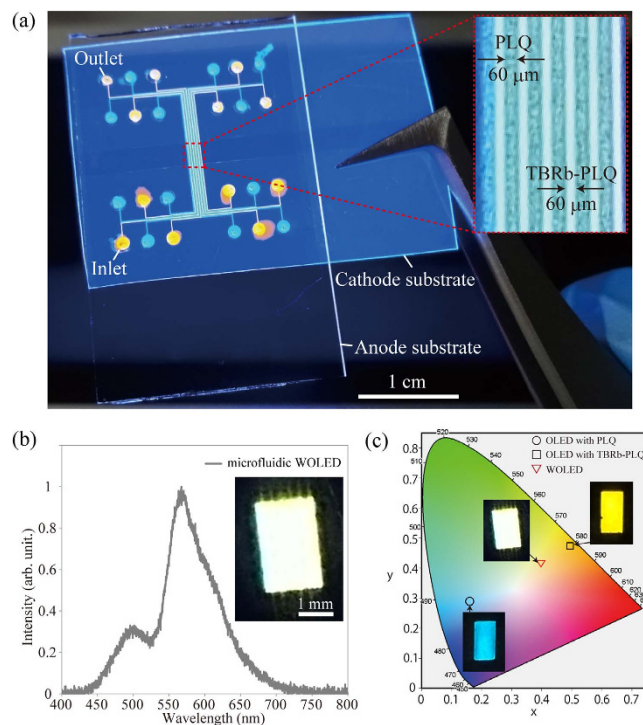 (a)
Outlet
PLQ
60 μm
TBRb-PLQ
60 μm
Inlet
Cathode substrate
Anode substrate
1 cm
(b)
microfluidic WOLED
1
0.8
0.6
0.4
0.2
0
Intensity (arb. unit.)
1 mm
400 450 500 550 600 650 700 750 800
Wavelength (nm)
(c)
OLED with PLQ
OLED with TBRb-PLQ
WOLED
0.8
0.7
0.6
0.5
0.5
0.4
0.3
0.2
0.1
0
y
520
530
510
540
550
560
570
580
590
600
610
620
630
490
480
470
460
0 0.1 0.2 0.3 0.4 0.5 0.6 0.7
x